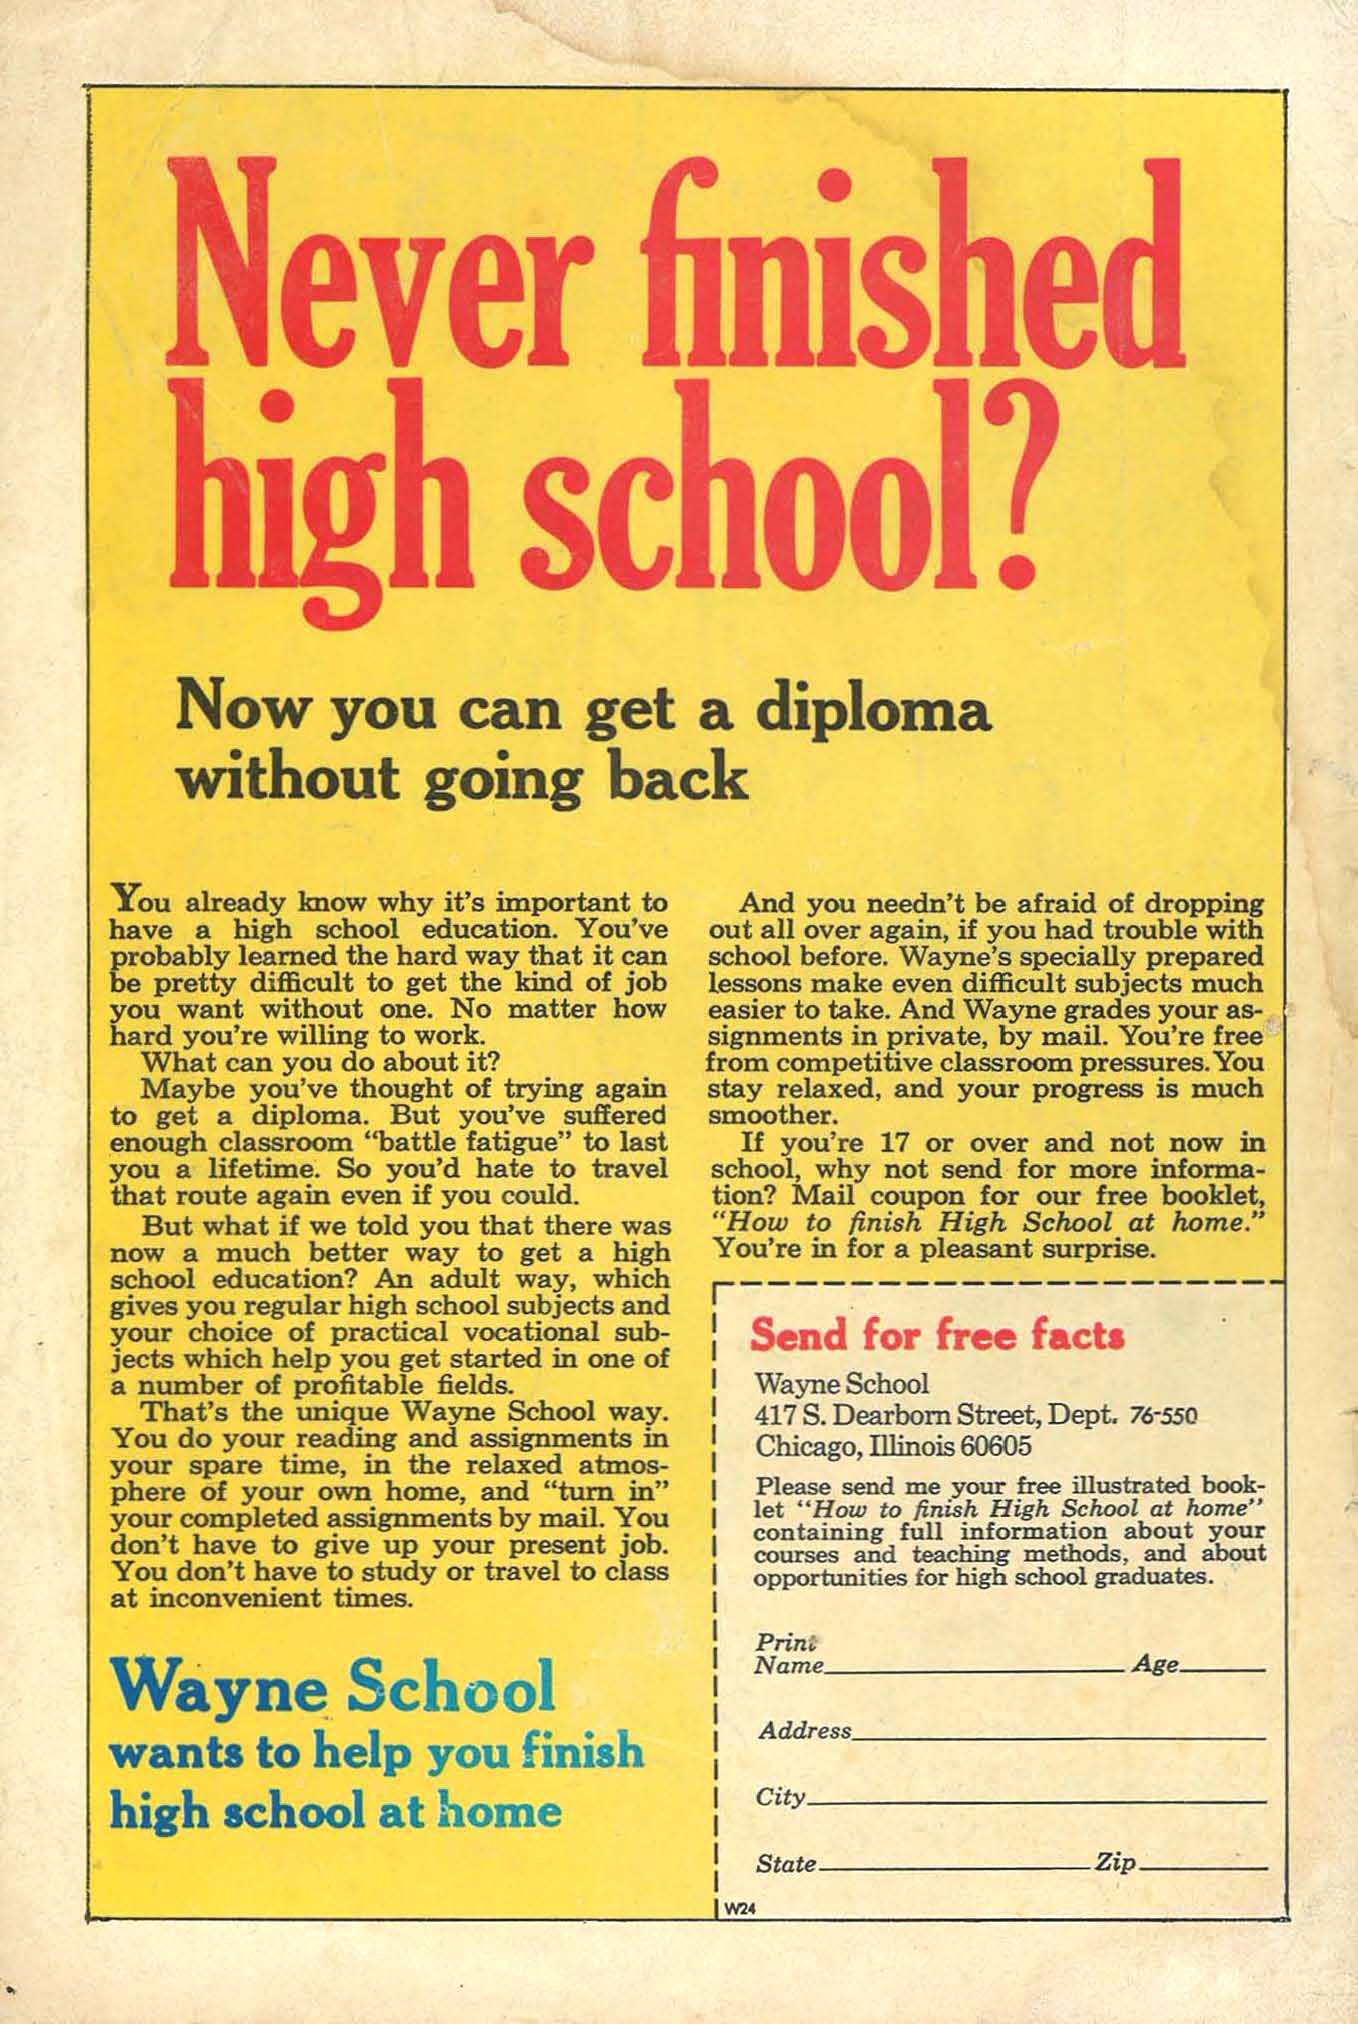 Never finished
high school?
Now you can get a diploma
without going back
You already know why it's important to
have a high school education. You've
probably learned the hard way that it can
be pretty difficult to get the kind of job
you want without one. No matter how
hard you're willing to work.
What can you do about it?
Maybe you've thought of trying again
to get a diploma. But you've suffered
enough classroom "battle fatigue" to last
you a lifetime. So you'd hate to travel
that route again even if you could.
But what if we told you that there was
now a much better way to get a high
school education? An adult way, which
gives you regular high school subjects and
your choice of practical vocational sub-
jects which help you get started in one of
a number of profitable fields.
That's the unique Wayne School way.
You do your reading and assignments in
your spare time, in the relaxed atmos-
phere of your own home, and "turn in"
your completed assignments by mail. You
don't have to give up your present job.
You don't have to study or travel to class
at inconvenient times.
Wayne School
wants to help you finish
high school at home
And you needn't be afraid of dropping
out all over again, if you had trouble with
school before. Wayne's specially prepared
lessons make even difficult subjects much
easier to take. And Wayne grades your as-
signments in private, by mail. You're free
from competitive classroom pressures. You
stay relaxed, and your progress is much
smoother.
If you're 17 or over and not now in
school, why not send for more informa-
tion? Mail coupon for our free booklet,
"How to finish High School at home."
You're in for a pleasant surprise.
Send for free facts
Wayne School
417 S. Dearborn Street, Dept. 76-550
Chicago, Illinois 60605
Please send me your free illustrated book-
let "How to finish High School at home"
containing full information about your
courses and teaching methods, and about
opportunities for high school graduates.
Print
Name Age
Address
City
State Zip
W24